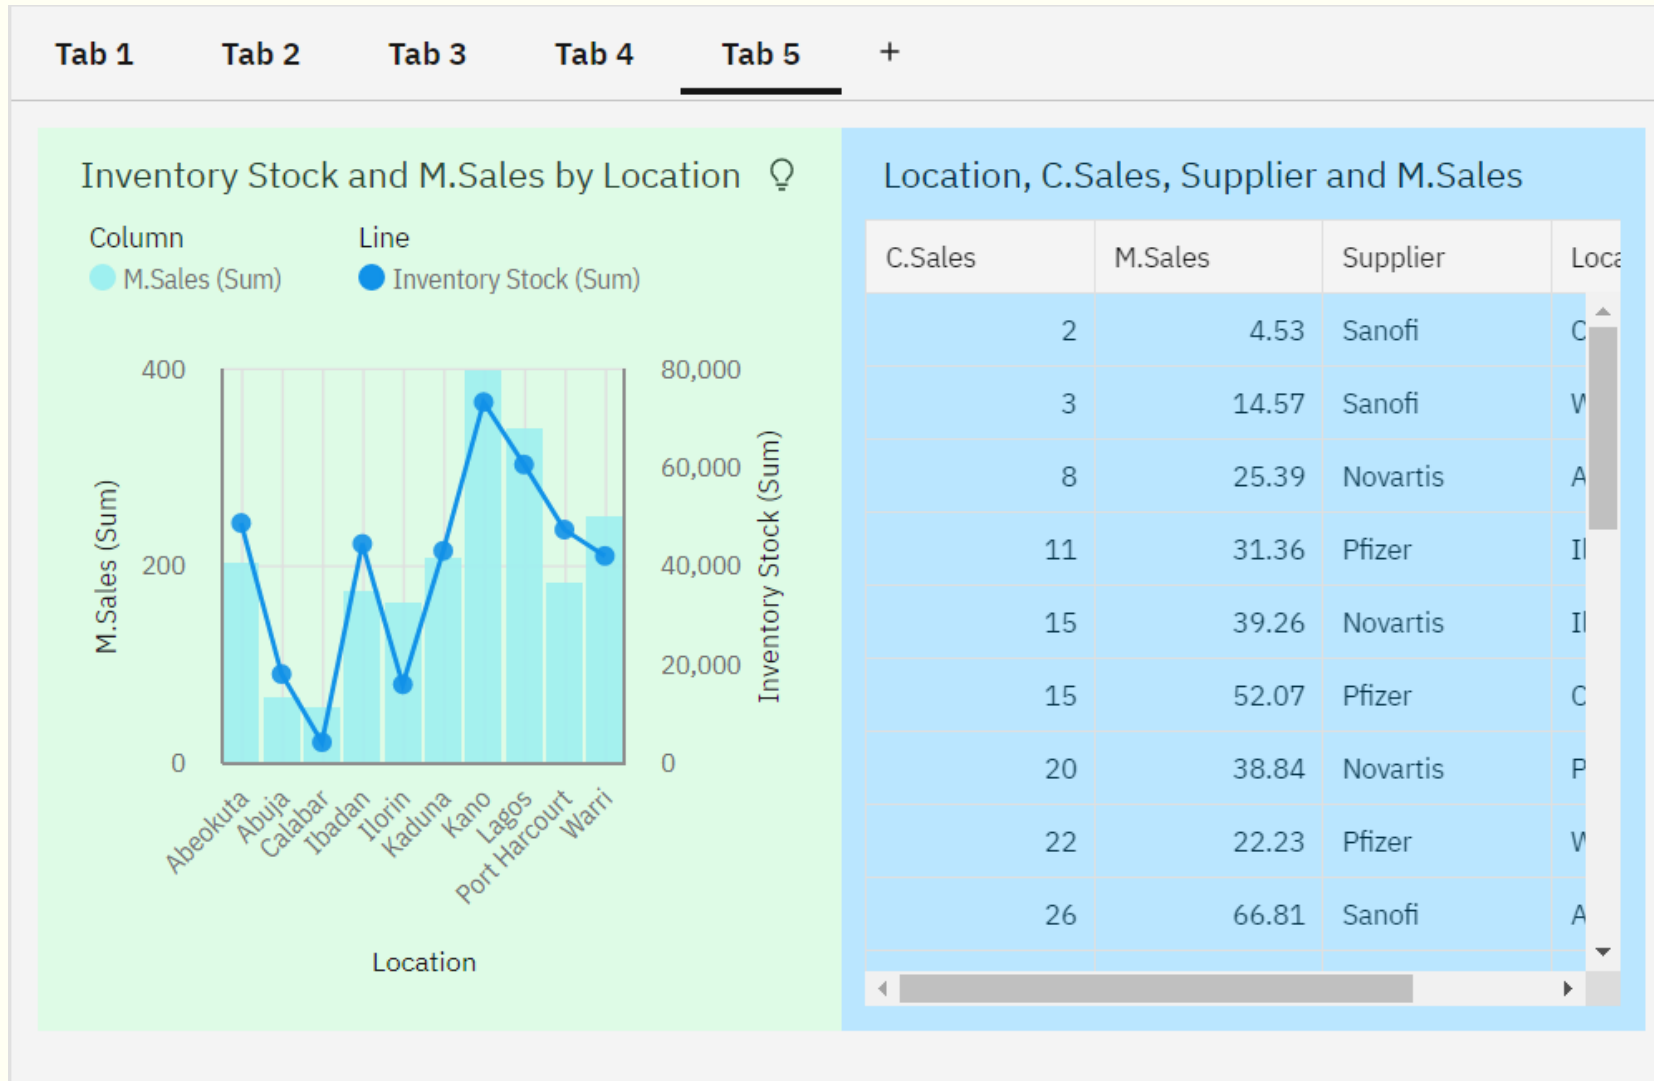 Tab 1 Tab 2 Tab 3 Tab 4 Tab 5 +
Inventory Stock and M.Sales by Location
Column Line
M.Sales (Sum) Inventory Stock (Sum)
400
200
0
M.Sales (Sum)
80,000
60,000
40,000
20,000
0
Inventory Stock (Sum)
Abeokuta
Abuja
Calabar
Ibadan
Ilorin
Kaduna
Kano
Lagos
Port Harcourt
Warri
Location
Location, C.Sales, Supplier and M.Sales
C.Sales M.Sales Supplier
2 4.53 Sanofi
3 14.57 Sanofi
8 25.39 Novartis
11 31.36 Pfizer
15 39.26 Novartis
15 52.07 Pfizer
20 38.84 Novartis
22 22.23 Pfizer
26 66.81 Sanofi